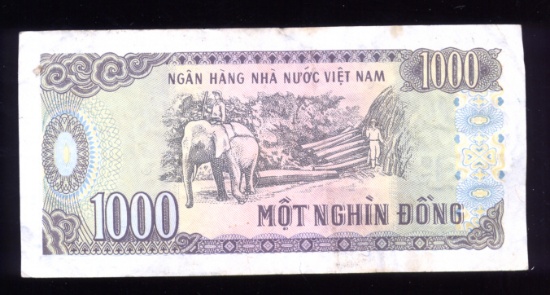 NGÂN HÀNG NHÀ NƯỚC VIỆT NAM
1000
1000
MỘT NGHÌN ĐỒNG